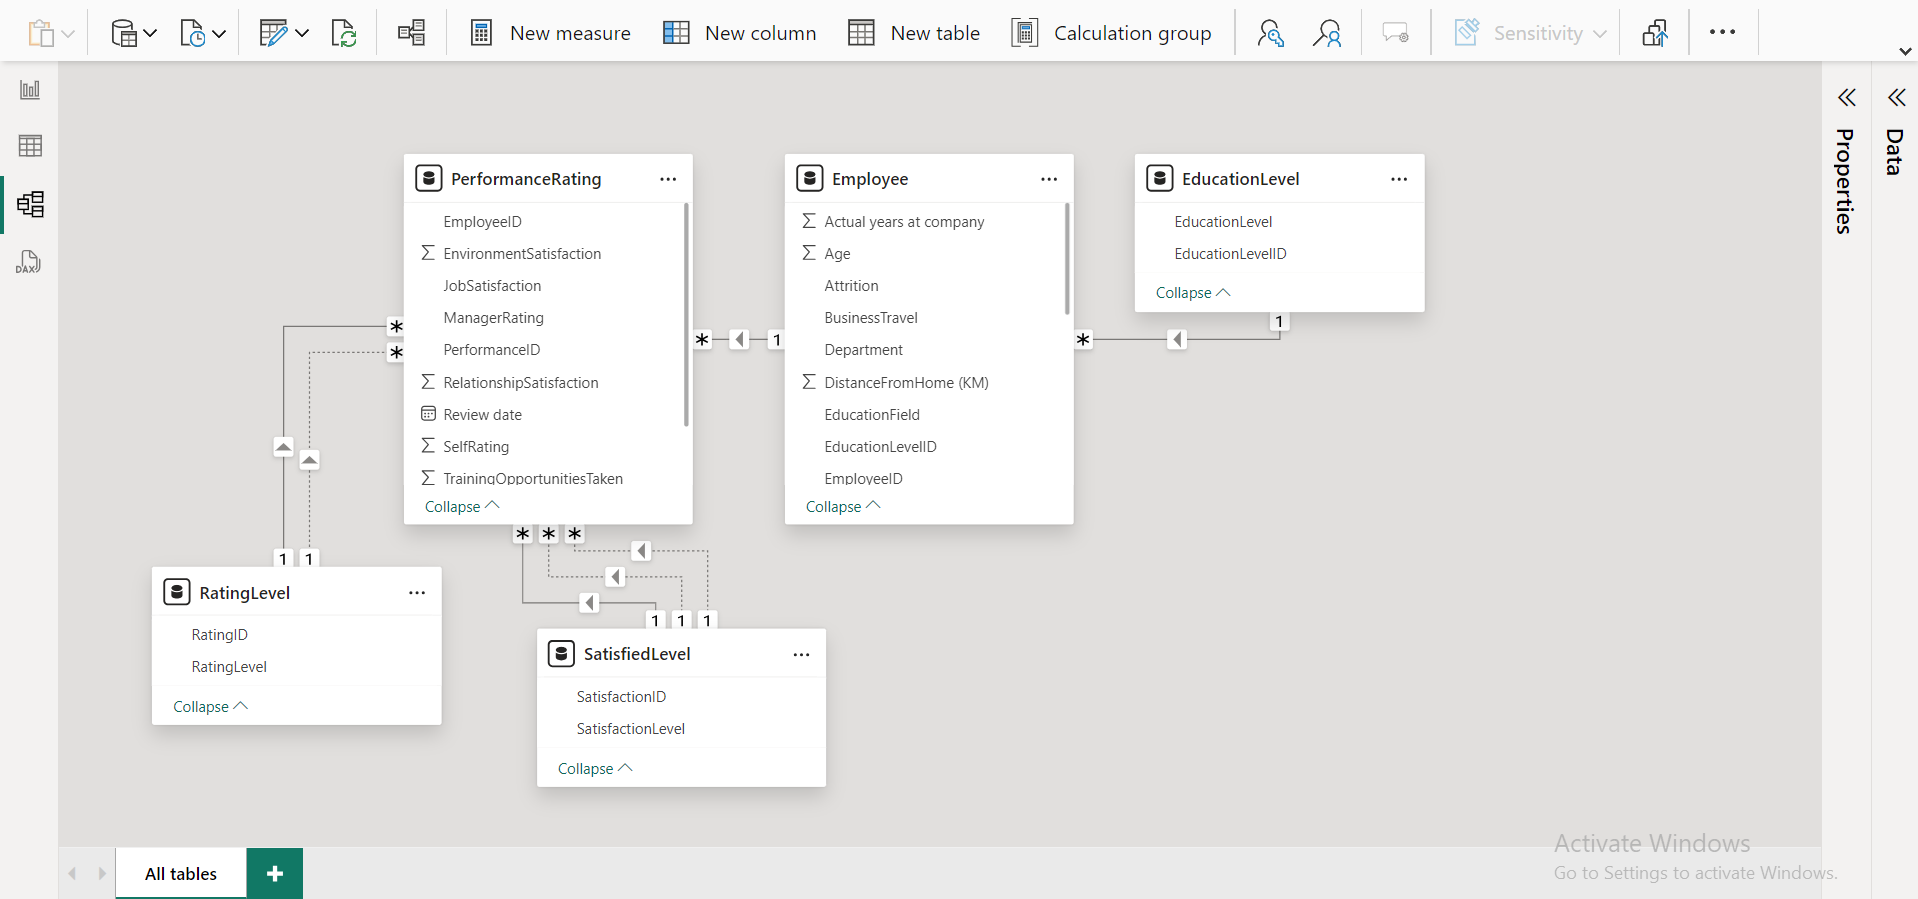 New measure
New column
New table
Calculation group
Sensitivity
DAX
Properties
Data
PerformanceRating
EmployeeID
EnvironmentSatisfaction
JobSatisfaction
ManagerRating
PerformanceID
RelationshipSatisfaction
Review date
SelfRating
TrainingOpportunitiesTaken
Collapse
Employee
Actual years at company
Age
Attrition
BusinessTravel
Department
DistanceFromHome (KM)
EducationField
EducationLevelID
EmployeeID
Collapse
EducationLevel
EducationLevel
EducationLevelID
Collapse
* 
*
* 1
* 1
* * *
1 1
1 1 1
RatingLevel
RatingID
RatingLevel
Collapse
SatisfiedLevel
SatisfactionID
SatisfactionLevel
Collapse
All tables
+
Activate Windows
Go to Settings to activate Windows.